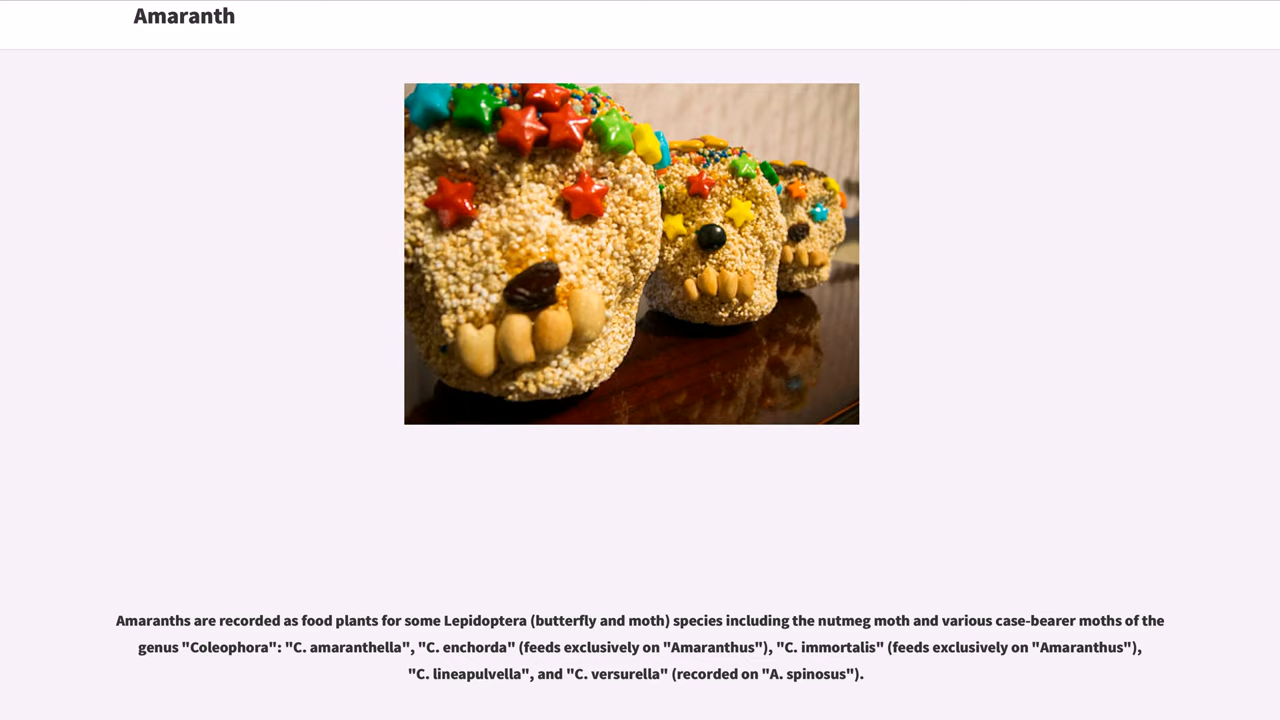 Amaranth
Amaranths are recorded as food plants for some Lepidoptera (butterfly and moth) species including the nutmeg moth and various case-bearer moths of the
genus "Coleophora": "C. amaranthella", "C. enchorda" (feeds exclusively on "Amaranthus"), "C. immortalis" (feeds exclusively on "Amaranthus"),
"C. lineapulvella", and "C. versurella" (recorded on "A. spinosus").